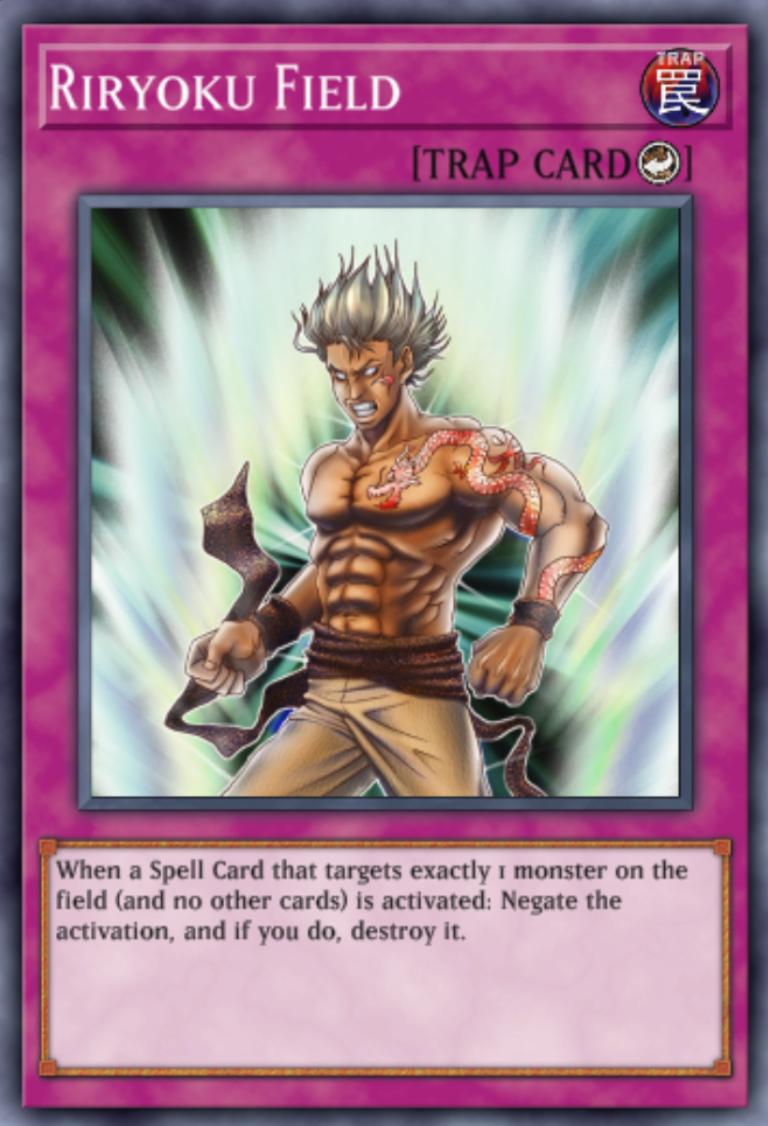 Riryoku Field
TRAP
罠
[TRAP CARD]
When a Spell Card that targets exactly 1 monster on the
field (and no other cards) is activated: Negate the
activation, and if you do, destroy it.